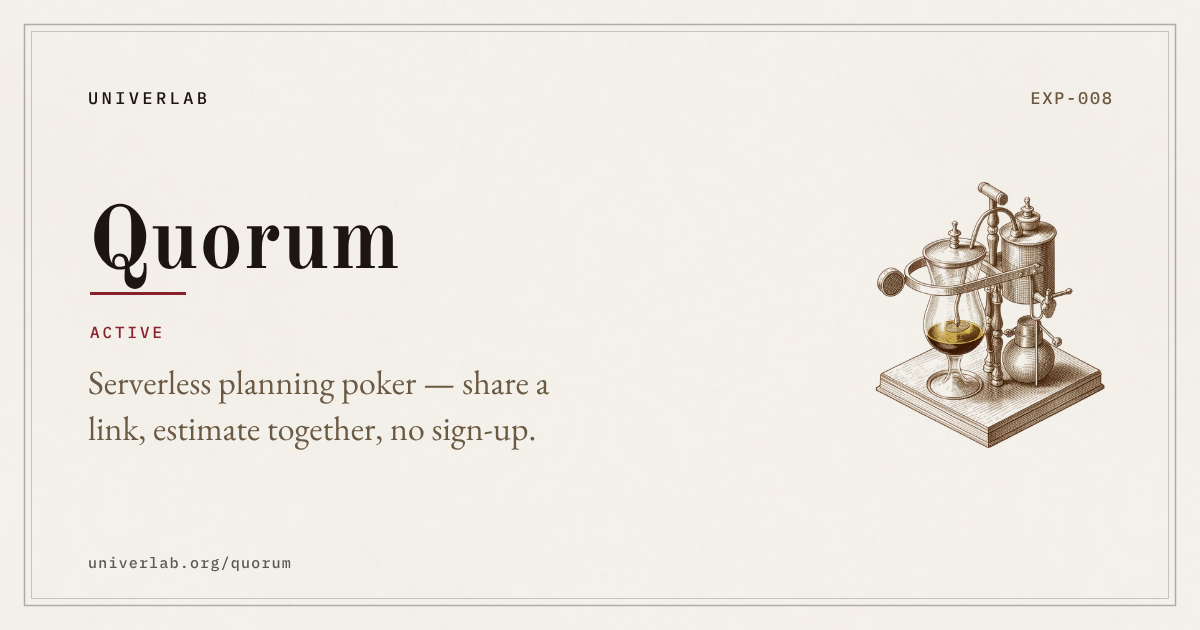 UNIVERLAB
EXP-008
Quorum
ACTIVE
Serverless planning poker — share a
link, estimate together, no sign-up.
univerlab.org/quorum